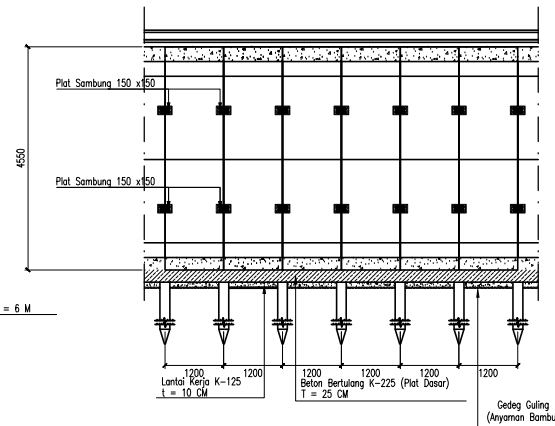 Plat Sambung 150 x150
4550
Plat Sambung 150 x150
= 6 M
1200 1200 1200 1200 1200 1200
Lantai Kerja K-125
t = 10 CM
Beton Bertulang K-225 (Plat Dasar)
T = 25 CM
Gedeg Guling
(Anyaman Bambu